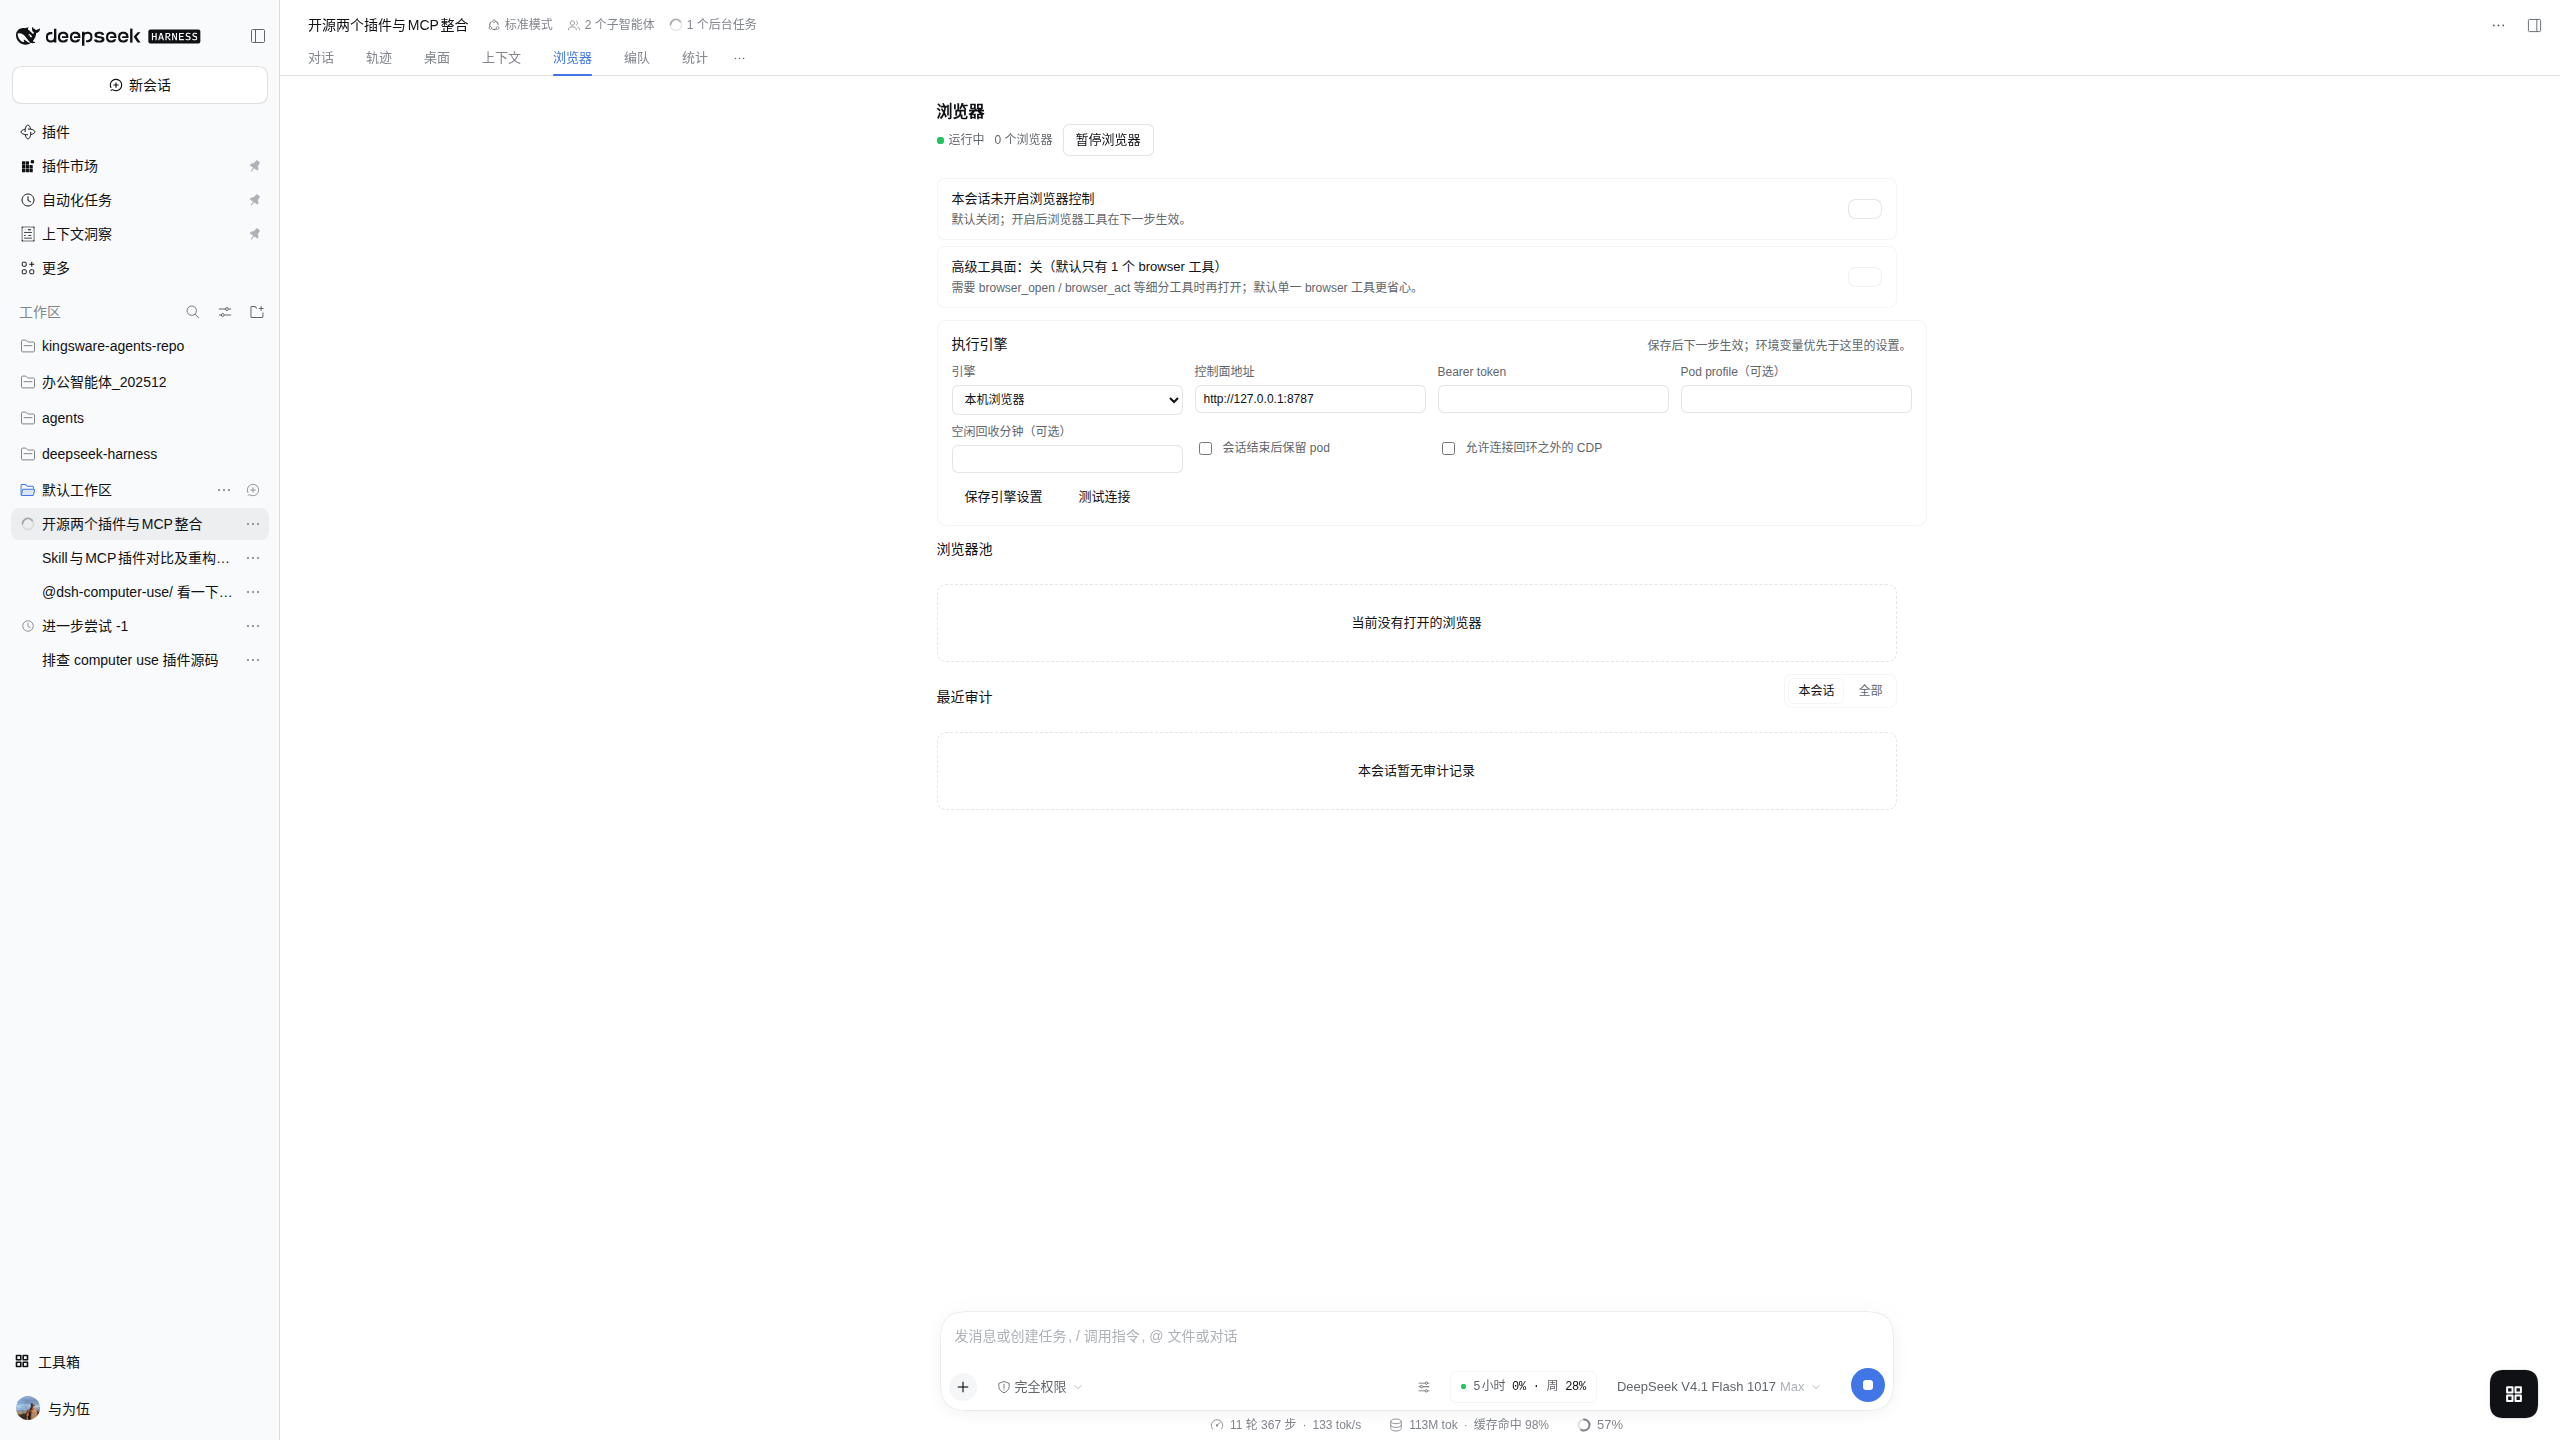 deepseek HARNESS
新会话
插件
插件市场
自动化任务
上下文洞察
更多
工作区
kingsware-agents-repo
办公智能体_202512
agents
deepseek-harness
默认工作区
开源两个插件与MCP整合
Skill与MCP插件对比及重构…
@dsh-computer-use/ 看一下…
进一步尝试 -1
排查 computer use 插件源码
工具箱
与为伍
开源两个插件与MCP整合 标准模式 2 个子智能体 1 个后台任务
对话 轨迹 桌面 上下文 浏览器 编队 统计 …
浏览器
运行中 0 个浏览器 暂停浏览器
本会话未开启浏览器控制
默认关闭；开启后浏览器工具在下一步生效。
高级工具面：关（默认只有 1 个 browser 工具）
需要 browser_open / browser_act 等细分工具时再打开；默认单一 browser 工具更省心。
执行引擎 保存后下一步生效；环境变量优先于这里的设置。
引擎 控制面地址 Bearer token Pod profile（可选）
本机浏览器 http://127.0.0.1:8787
空闲回收分钟（可选）
会话结束后保留 pod 允许连接回环之外的 CDP
保存引擎设置 测试连接
浏览器池
当前没有打开的浏览器
最近审计 本会话 全部
本会话暂无审计记录
发消息或创建任务, / 调用指令, @ 文件或对话
完全权限 5小时 0% · 周 28% DeepSeek V4.1 Flash 1017 Max
11 轮 367 步 · 133 tok/s 113M tok · 缓存命中 98% 57%